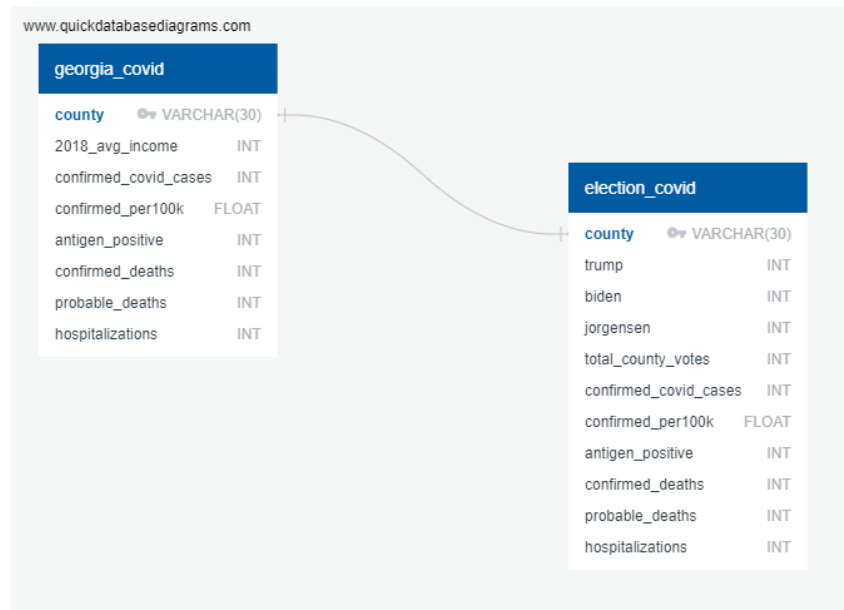 www.quickdatabasediagrams.com
georgia_covid
county VARCHAR(30)
2018_avg_income INT
confirmed_covid_cases INT
confirmed_per100k FLOAT
antigen_positive INT
confirmed_deaths INT
probable_deaths INT
hospitalizations INT
election_covid
county VARCHAR(30)
trump INT
biden INT
jorgensen INT
total_county_votes INT
confirmed_covid_cases INT
confirmed_per100k FLOAT
antigen_positive INT
confirmed_deaths INT
probable_deaths INT
hospitalizations INT